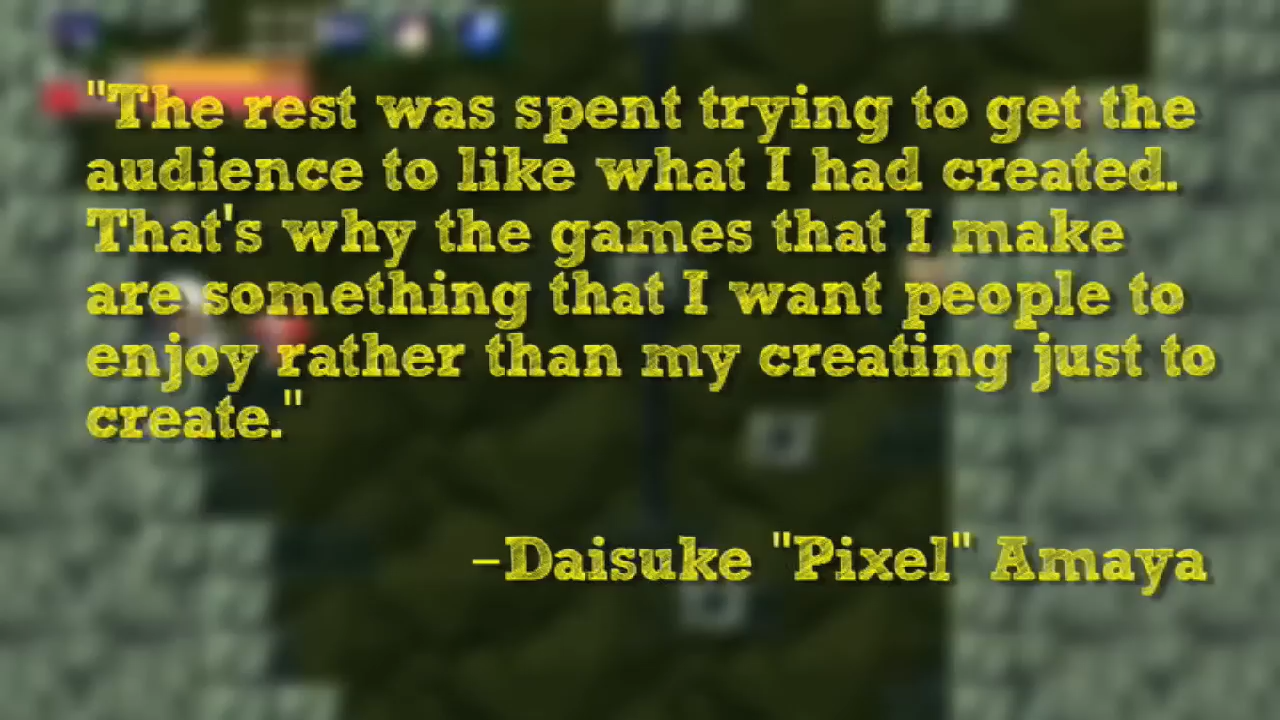 "The rest was spent trying to get the
audience to like what I had created.
That's why the games that I make
are something that I want people to
enjoy rather than my creating just to
create."
–Daisuke "Pixel" Amaya